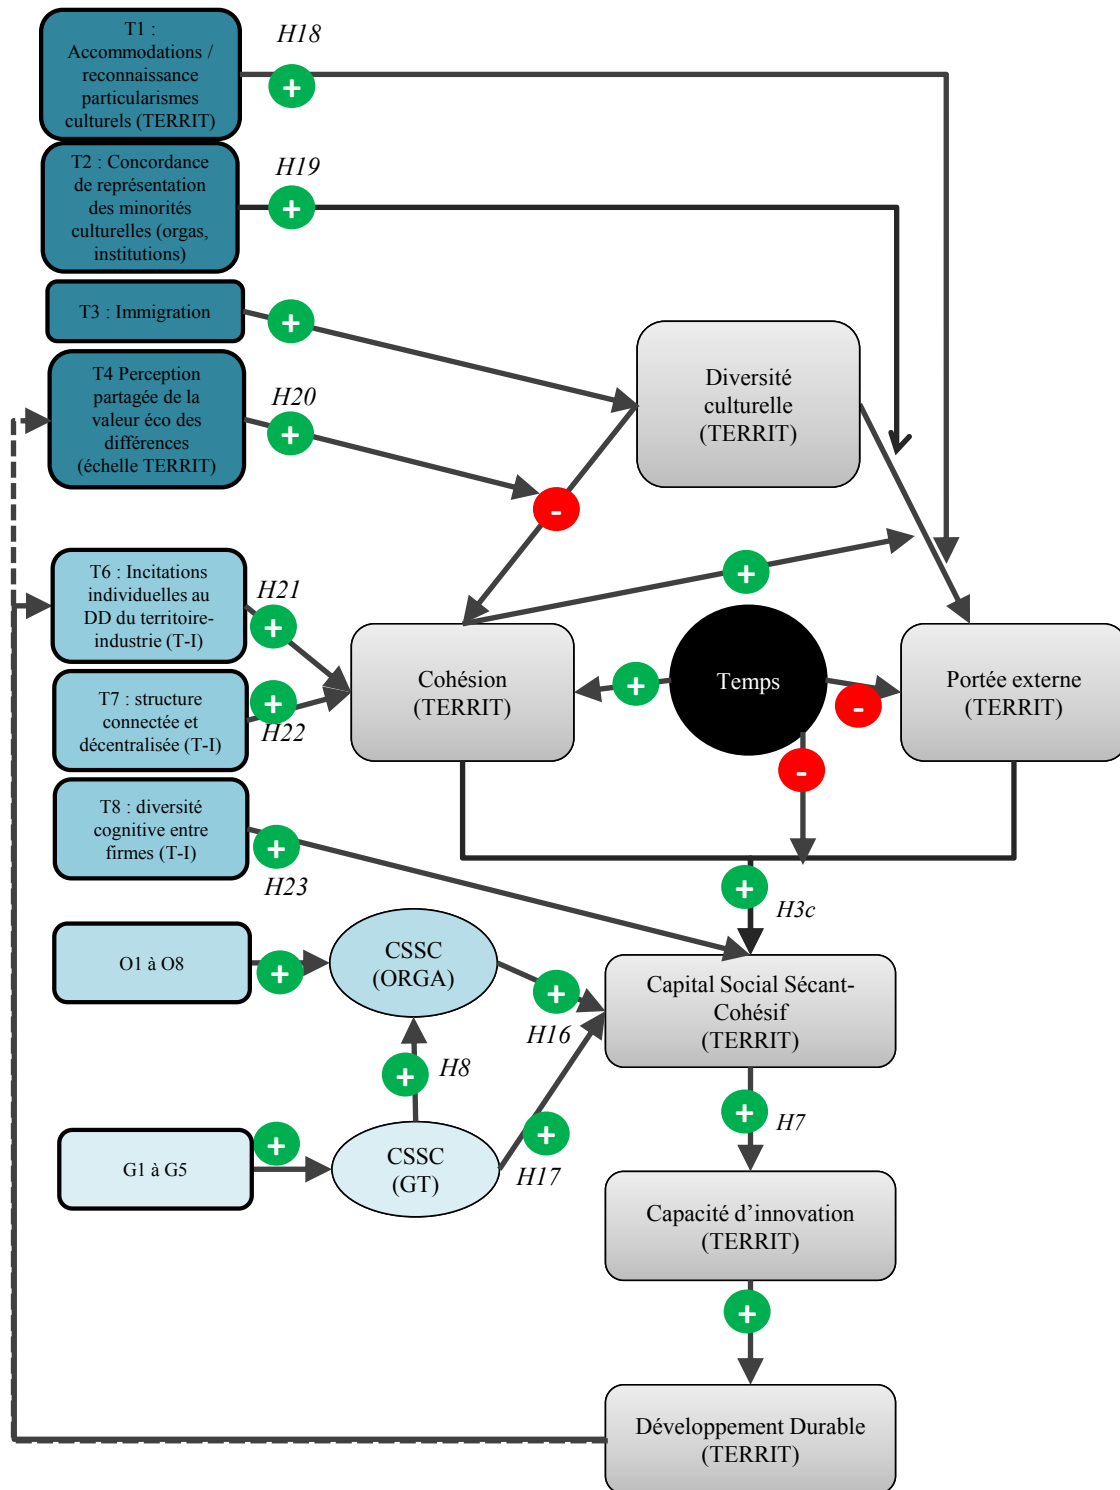 T1 :
Accommodations /
reconnaissance
particularismes
culturels (TERRIT)
H18
+
T2 : Concordance
de représentation
des minorités
culturelles (orgas,
institutions)
H19
+
T3 : Immigration
+
T4 Perception
partagée de la
valeur éco des
différences
(échelle TERRIT)
H20
+
-
Diversité
culturelle
(TERRIT)
T6 : Incitations
individuelles au
DD du territoire-
industrie (T-I)
H21
+
T7 : structure
connectée et
décentralisée (T-I)
+
H22
Cohésion
(TERRIT)
+
+
Temps
-
-
Portée externe
(TERRIT)
T8 : diversité
cognitive entre
firmes (T-I)
+
H23
+
H3c
O1 à O8
+
CSSC
(ORGA)
+
H16
Capital Social Sécant-
Cohésif
(TERRIT)
+
H8
+
H7
G1 à G5
+
CSSC
(GT)
+
H17
Capacité d’innovation
(TERRIT)
+
Développement Durable
(TERRIT)